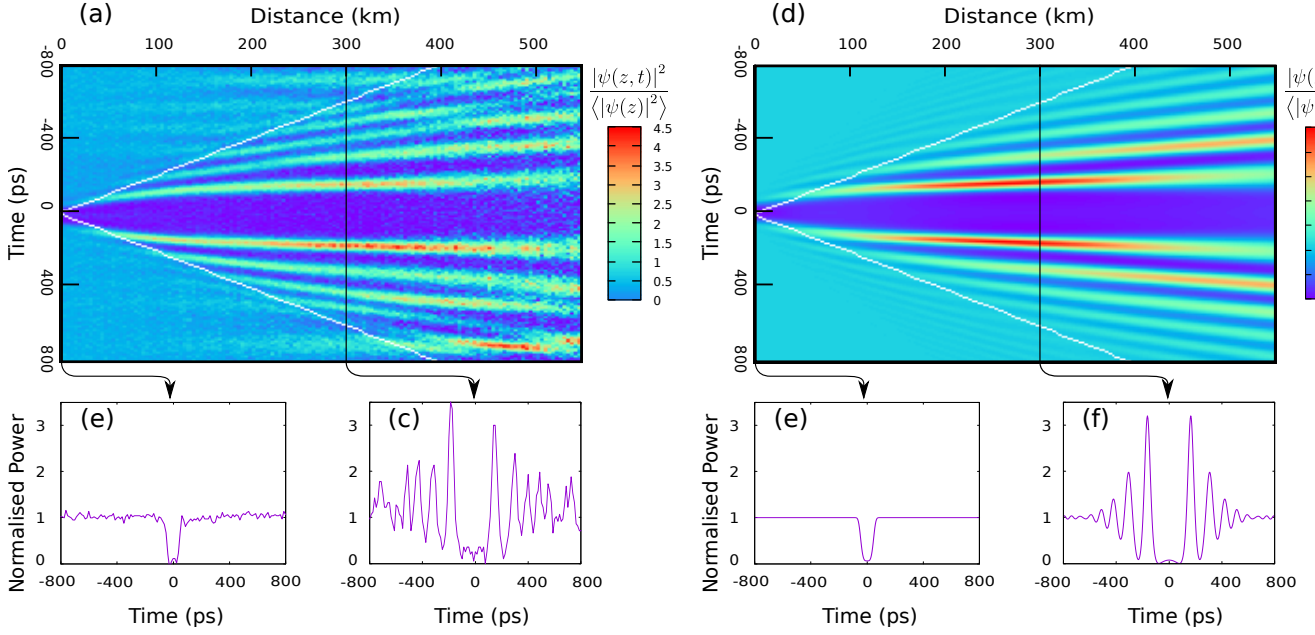 (a)
Distance (km)
0 100 200 300 400 500
-800
-400
0
400
800
Time (ps)
|ψ(z, t)|²
⟨|ψ(z)|²⟩
4.5
4
3.5
3
2.5
2
1.5
1
0.5
0
(d)
Distance (km)
0 100 200 300 400 500
-800
-400
0
400
800
Time (ps)
|ψ(
⟨|ψ
(e)
Normalised Power
3
2
1
0
-800 -400 0 400 800
Time (ps)
(c)
3
2
1
0
-800 -400 0 400 800
Time (ps)
(e)
Normalised Power
3
2
1
0
-800 -400 0 400 800
Time (ps)
(f)
3
2
1
0
-800 -400 0 400 800
Time (ps)